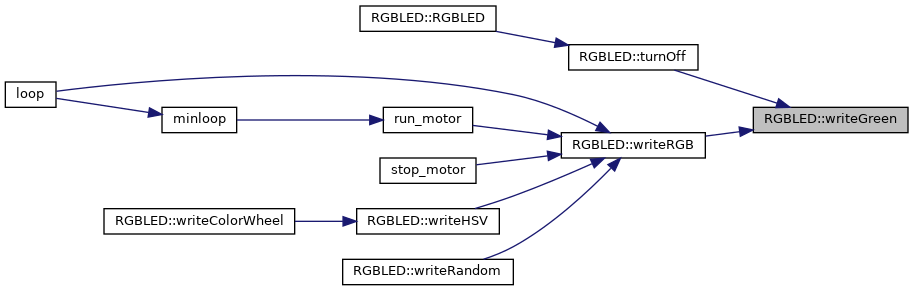 RGBLED::RGBLED
RGBLED::turnOff
loop
minloop
run_motor
RGBLED::writeGreen
RGBLED::writeRGB
stop_motor
RGBLED::writeColorWheel
RGBLED::writeHSV
RGBLED::writeRandom